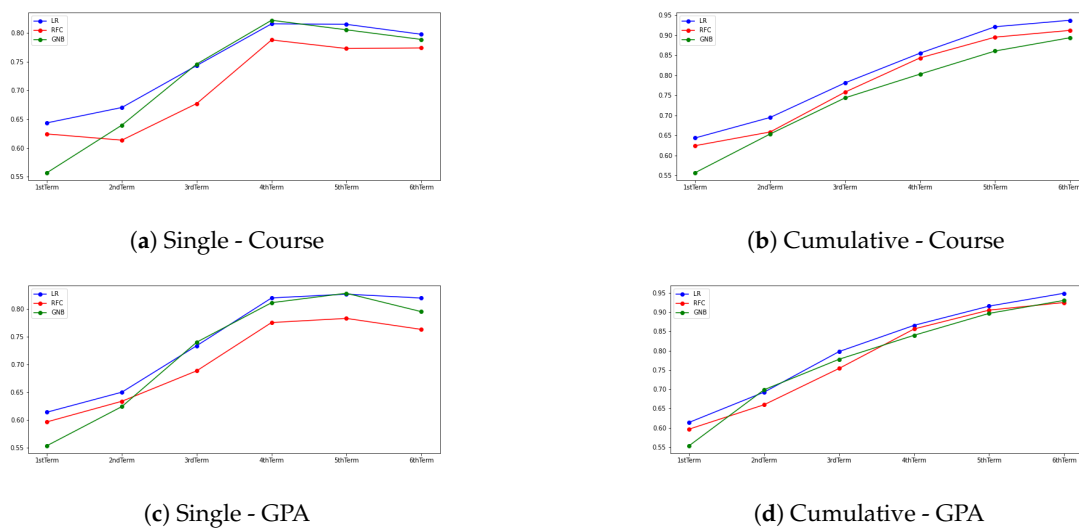 LR
RFC
GNB
0.80
0.75
0.70
0.65
0.60
0.55
1stTerm 2ndTerm 3rdTerm 4thTerm 5thTerm 6thTerm
(a) Single - Course
LR
RFC
GNB
0.95
0.90
0.85
0.80
0.75
0.70
0.65
0.60
0.55
1stTerm 2ndTerm 3rdTerm 4thTerm 5thTerm 6thTerm
(b) Cumulative - Course
LR
RFC
GNB
0.80
0.75
0.70
0.65
0.60
0.55
1stTerm 2ndTerm 3rdTerm 4thTerm 5thTerm 6thTerm
(c) Single - GPA
LR
RFC
GNB
0.95
0.90
0.85
0.80
0.75
0.70
0.65
0.60
0.55
1stTerm 2ndTerm 3rdTerm 4thTerm 5thTerm 6thTerm
(d) Cumulative - GPA